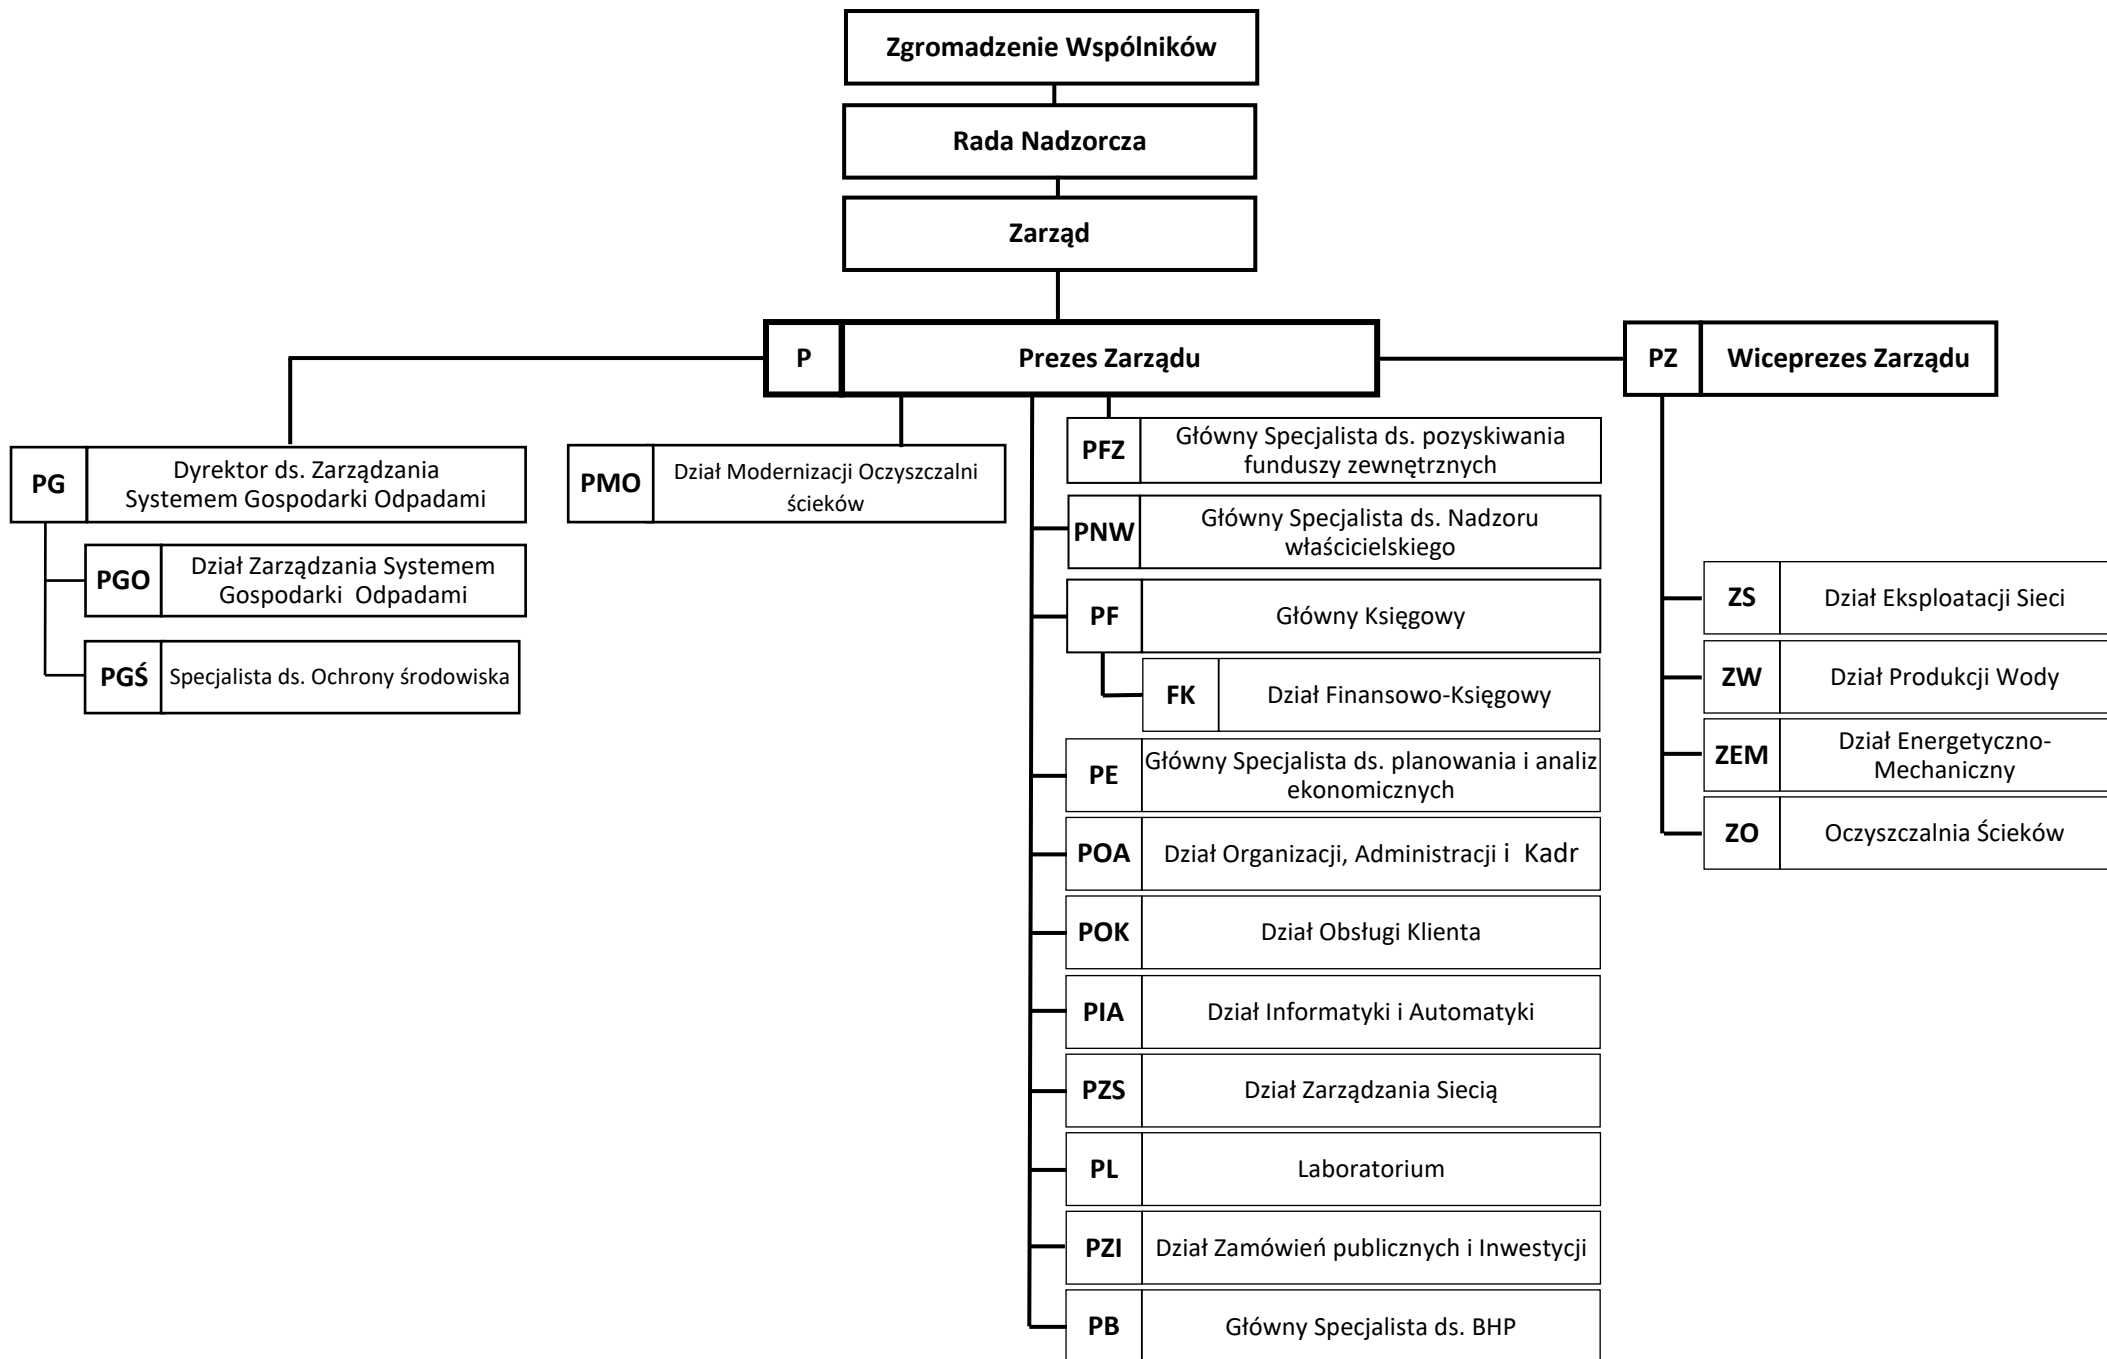 Zgromadzenie Wspólników
Rada Nadzorcza
Zarząd
P
Prezes Zarządu
PZ
Wiceprezes Zarządu
PG
Dyrektor ds. Zarządzania
Systemem Gospodarki Odpadami
PGO
Dział Zarządzania Systemem
Gospodarki Odpadami
PGŚ
Specjalista ds. Ochrony środowiska
PMO
Dział Modernizacji Oczyszczalni
ścieków
PFZ
Główny Specjalista ds. pozyskiwania
funduszy zewnętrznych
PNW
Główny Specjalista ds. Nadzoru
właścicielskiego
PF
Główny Księgowy
FK
Dział Finansowo-Księgowy
PE
Główny Specjalista ds. planowania i analiz
ekonomicznych
POA
Dział Organizacji, Administracji i Kadr
POK
Dział Obsługi Klienta
PIA
Dział Informatyki i Automatyki
PZS
Dział Zarządzania Siecią
PL
Laboratorium
PZI
Dział Zamówień publicznych i Inwestycji
PB
Główny Specjalista ds. BHP
ZS
Dział Eksploatacji Sieci
ZW
Dział Produkcji Wody
ZEM
Dział Energetyczno-
Mechaniczny
ZO
Oczyszczalnia Ścieków